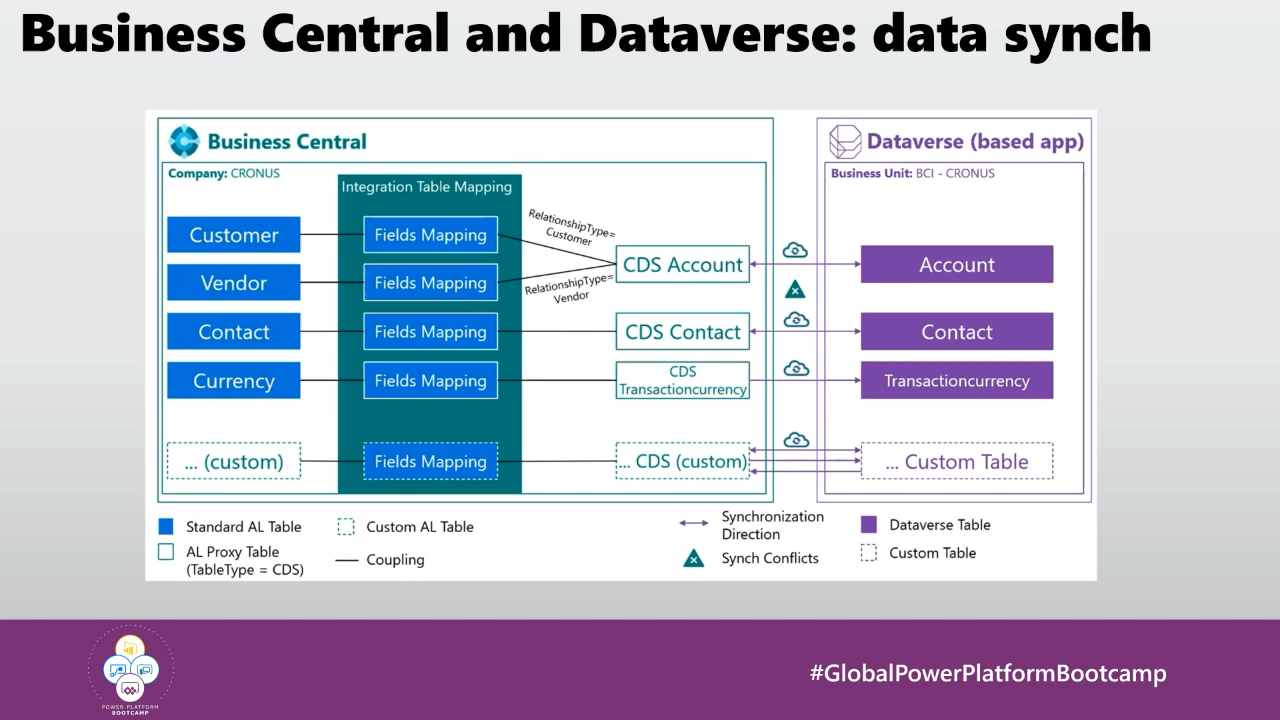 Business Central and Dataverse: data synch
Business Central
Dataverse (based app)
Company: CRONUS
Integration Table Mapping
Business Unit: BCI - CRONUS
Customer
Fields Mapping
RelationshipType=
Customer
Vendor
Fields Mapping
RelationshipType=
Vendor
CDS Account
Account
Contact
Fields Mapping
CDS Contact
Contact
Currency
Fields Mapping
CDS
Transactioncurrency
Transactioncurrency
... (custom)
Fields Mapping
... CDS (custom)
... Custom Table
Standard AL Table
Custom AL Table
Synchronization
Direction
Dataverse Table
AL Proxy Table
(TableType = CDS)
Coupling
Synch Conflicts
Custom Table
POWER PLATFORM
BOOTCAMP
#GlobalPowerPlatformBootcamp